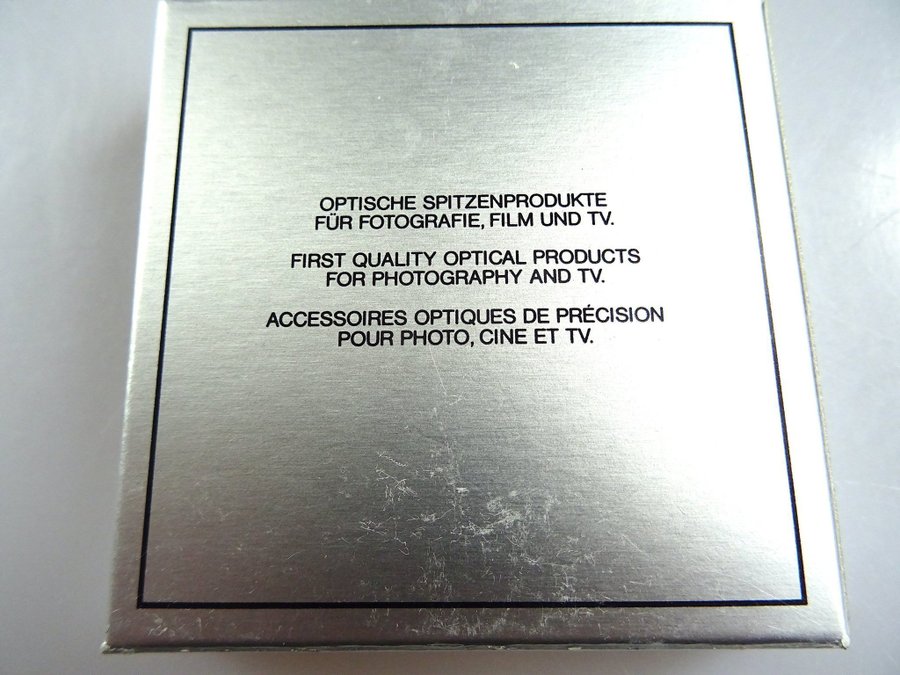 OPTISCHE SPITZENPRODUKTE
FÜR FOTOGRAFIE, FILM UND TV.
FIRST QUALITY OPTICAL PRODUCTS
FOR PHOTOGRAPHY AND TV.
ACCESSOIRES OPTIQUES DE PRÉCISION
POUR PHOTO, CINE ET TV.